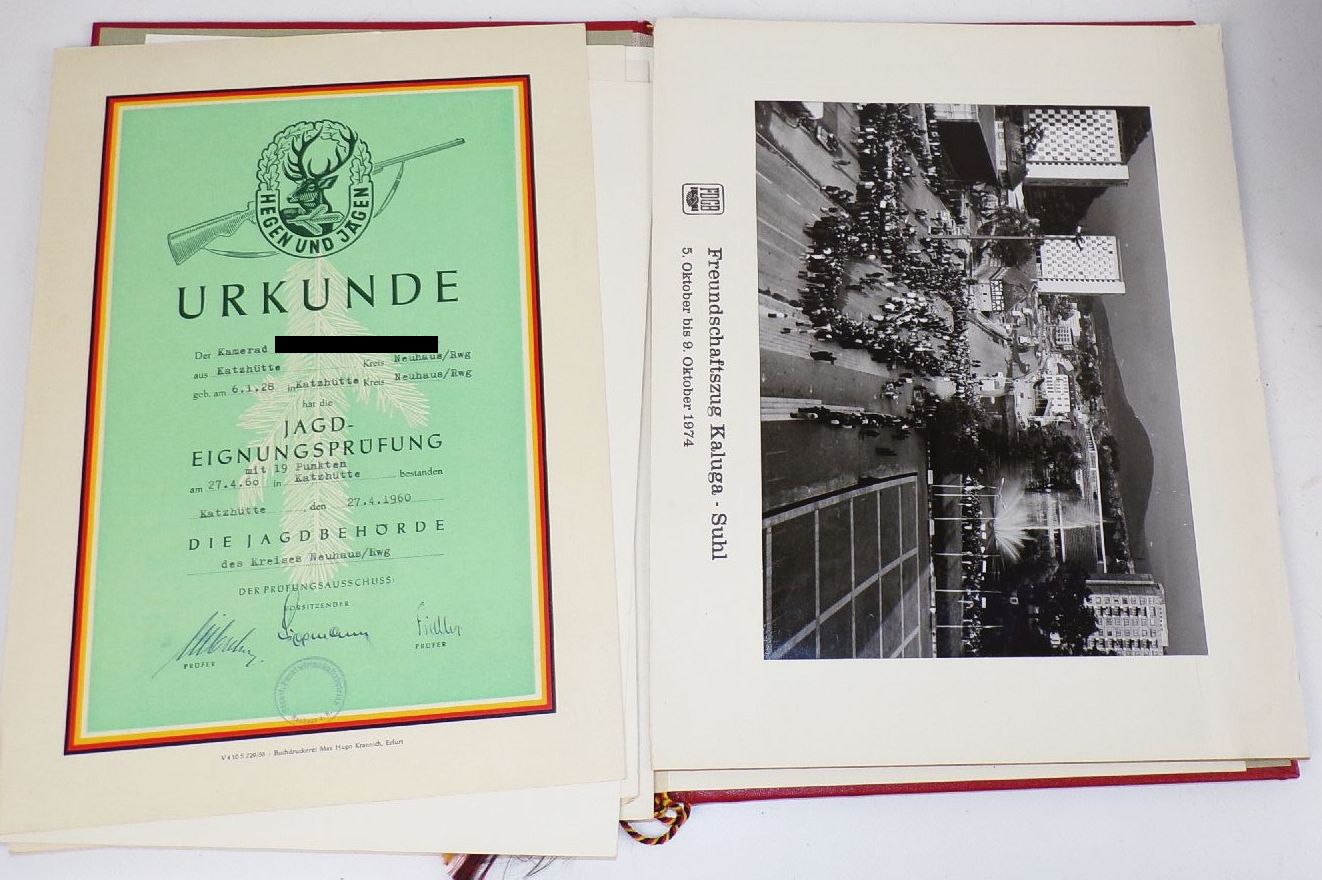 HEGEN UND JAGEN
URKUNDE
Der Kamerad
aus Katzhütte Kreis Neuhaus/Rwg
geb. am 6.1.28 in Katzhütte Kreis Neuhaus/Rwg
hat die
JAGD-
EIGNUNGSPRÜFUNG
mit 19 Punkten
am 27.4.60 in Katzhütte bestanden
Katzhütte, den 27.4.1960
DIE JAGDBEHÖRDE
des Kreises Neuhaus/Rwg
DER PRÜFUNGSAUSSCHUSS:
VORSITZENDER
Fiedler
PRÜFER
PRÜFER
Buchdruckerei Max Hugo Krannich, Erfurt
FDGB
Freundschaftszug Kaluga - Suhl
5. Oktober bis 9. Oktober 1974